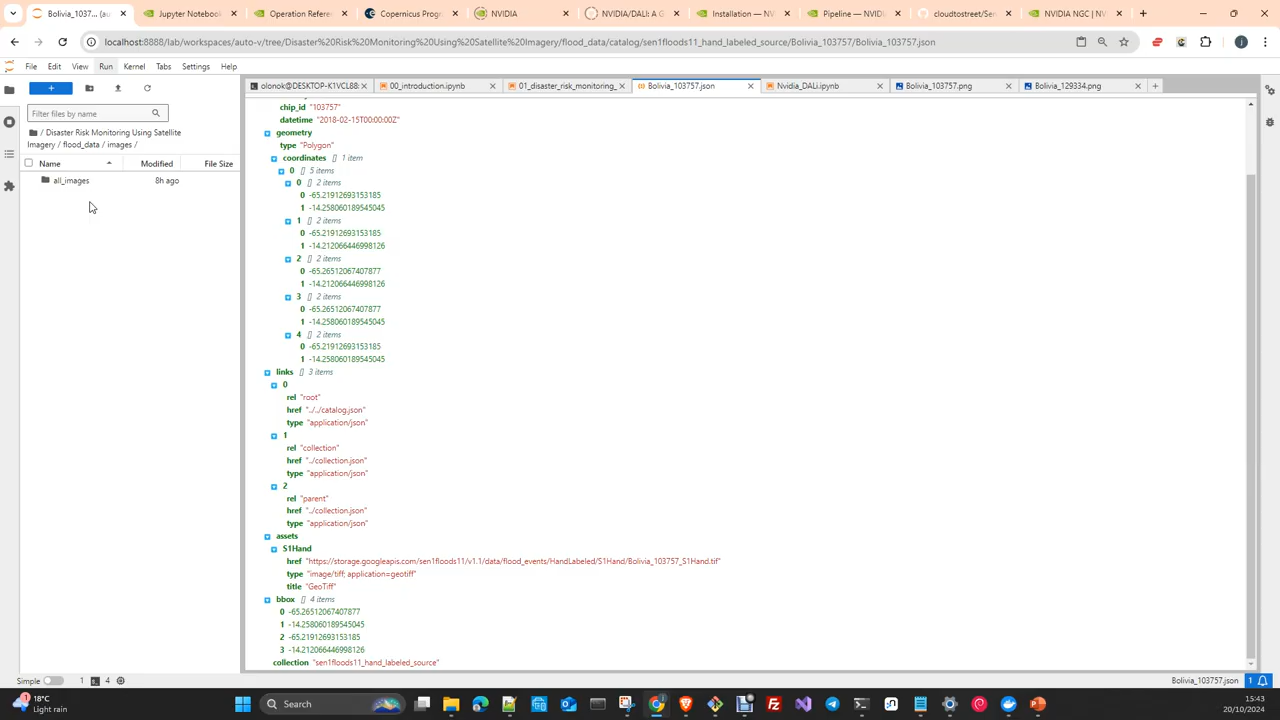 Bolivia_1037... (au
Jupyter Notebook
Operation Refere
Copernicus Prog
NVIDIA
NVIDIA/DALI: A G
Installation — NV
Pipeline — NVIDI
cloudtostreet/Sen
NVIDIA NGC | N
localhost:8888/lab/workspaces/auto-v/tree/Disaster%20Risk%20Monitoring%20Using%20Satellite%20Imagery/flood_data/catalog/sen1floods11_hand_labeled_source/Bolivia_103757/Bolivia_103757.json
File Edit View Run Kernel Tabs Settings Help
olonok@DESKTOP-K1VCL88:
00_introduction.ipynb
01_disaster_risk_monitoring_
Bolivia_103757.json
Nvidia_DALi.ipynb
Bolivia_103757.png
Bolivia_129334.png
Filter files by name
/ Disaster Risk Monitoring Using Satellite
Imagery / flood_data / images /
Name Modified File Size
all_images 8h ago
chip_id "103757"
datetime "2018-02-15T00:00:00Z"
geometry
type "Polygon"
coordinates [] 1 item
0 [] 5 items
0 [] 2 items
0 -65.21912693153185
1 -14.258060189545045
1 [] 2 items
0 -65.21912693153185
1 -14.212066446998126
2 [] 2 items
0 -65.26512067407877
1 -14.212066446998126
3 [] 2 items
0 -65.26512067407877
1 -14.258060189545045
4 [] 2 items
0 -65.21912693153185
1 -14.258060189545045
links [] 3 items
0
rel "root"
href "../../catalog.json"
type "application/json"
1
rel "collection"
href "../collection.json"
type "application/json"
2
rel "parent"
href "../collection.json"
type "application/json"
assets
S1Hand
href "https://storage.googleapis.com/sen1floods11/v1.1/data/flood_events/HandLabeled/S1Hand/Bolivia_103757_S1Hand.tif"
type "image/tiff; application=geotiff"
title "GeoTiff"
bbox [] 4 items
0 -65.26512067407877
1 -14.258060189545045
2 -65.21912693153185
3 -14.212066446998126
collection "sen1floods11_hand_labeled_source"
Simple 1 4
Bolivia_103757.json 1
18°C
Light rain
Search
15:43
20/10/2024